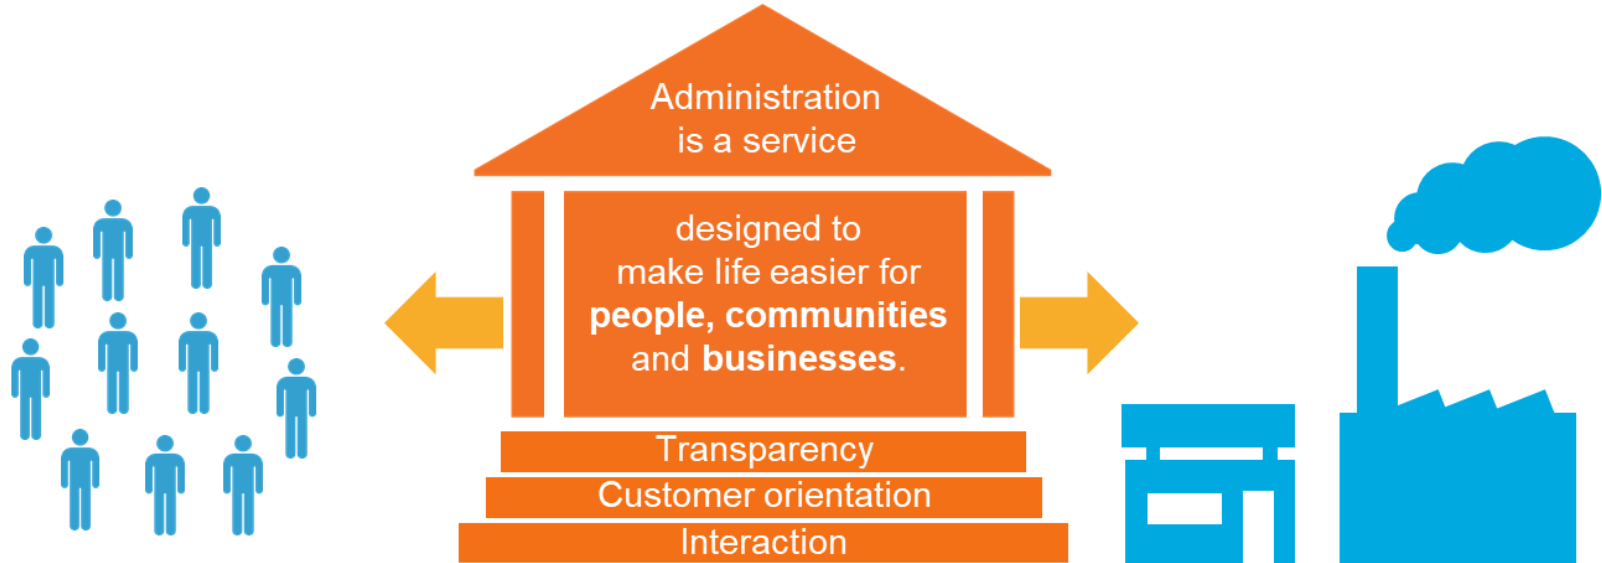 Administration
is a service
designed to
make life easier for
people, communities
and businesses.
Transparency
Customer orientation
Interaction